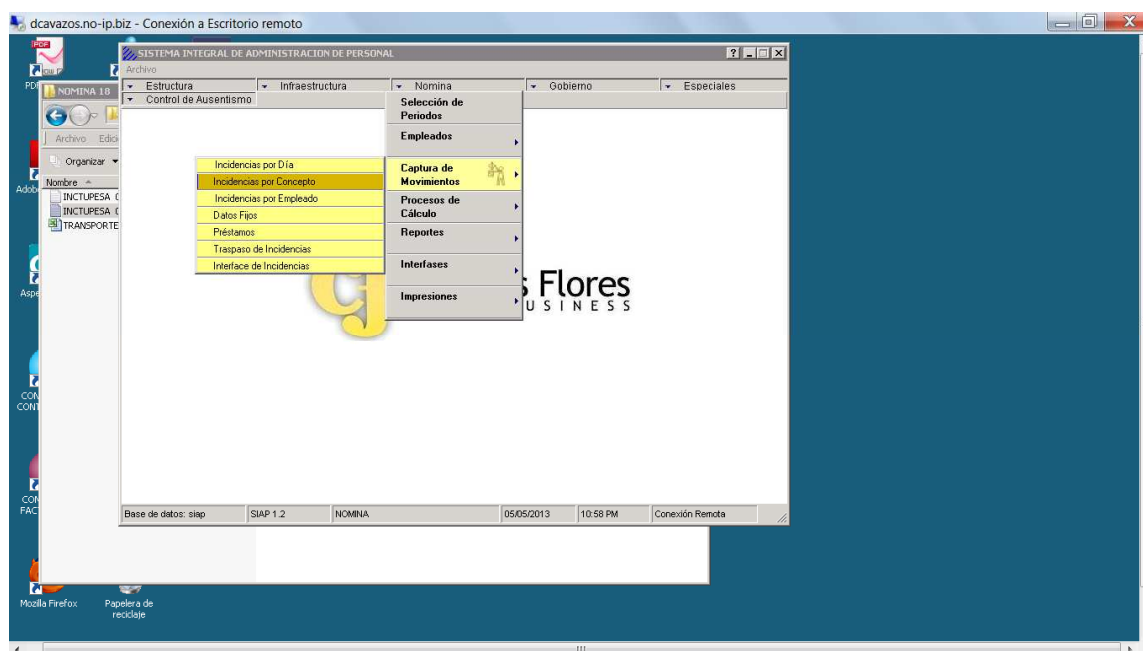 dcavazos.no-ip.biz - Conexión a Escritorio remoto
SISTEMA INTEGRAL DE ADMINISTRACION DE PERSONAL
Archivo
Estructura
Infraestructura
Nomina
Gobierno
Especiales
Control de Ausentismo
Selección de
Periodos
Empleados
Captura de
Movimientos
Procesos de
Cálculo
Reportes
Interfases
Impresiones
Incidencias por Día
Incidencias por Concepto
Incidencias por Empleado
Datos Fijos
Préstamos
Traspaso de Incidencias
Interface de Incidencias
Flores
BUSINESS
Base de datos: siap
SIAP 1.2
NOMINA
05/05/2013
10:58 PM
Conexión Remota
NOMINA 18
Archivo
Organizar
Nombre
INCTUPESA
INCTUPESA
TRANSPORTE
PDF
Mozilla Firefox
Papelera de
reciclaje